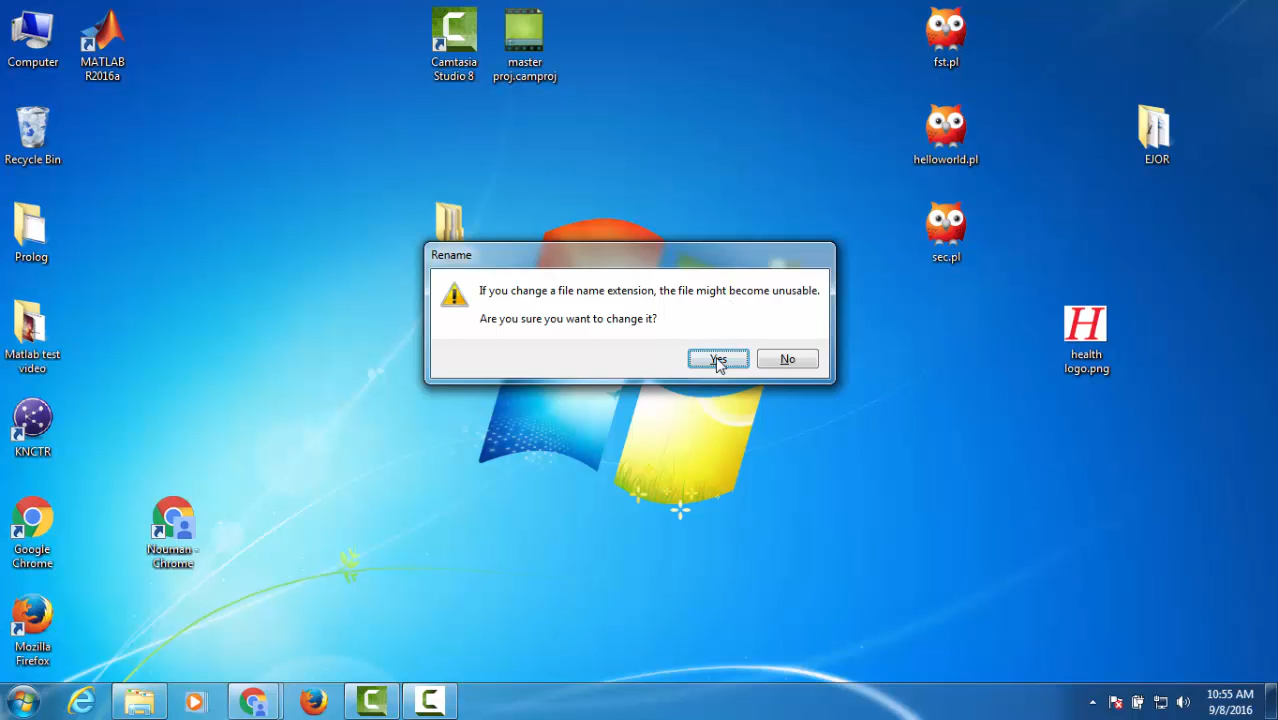 Computer
MATLAB
R2016a
Camtasia
Studio 8
master
proj.camproj
fst.pl
Recycle Bin
helloworld.pl
EJOR
Prolog
sec.pl
Rename
If you change a file name extension, the file might become unusable.
Are you sure you want to change it?
Yes
No
Matlab test
video
H
health
logo.png
KNCTR
Google
Chrome
Nouman -
Chrome
Mozilla
Firefox
10:55 AM
9/8/2016